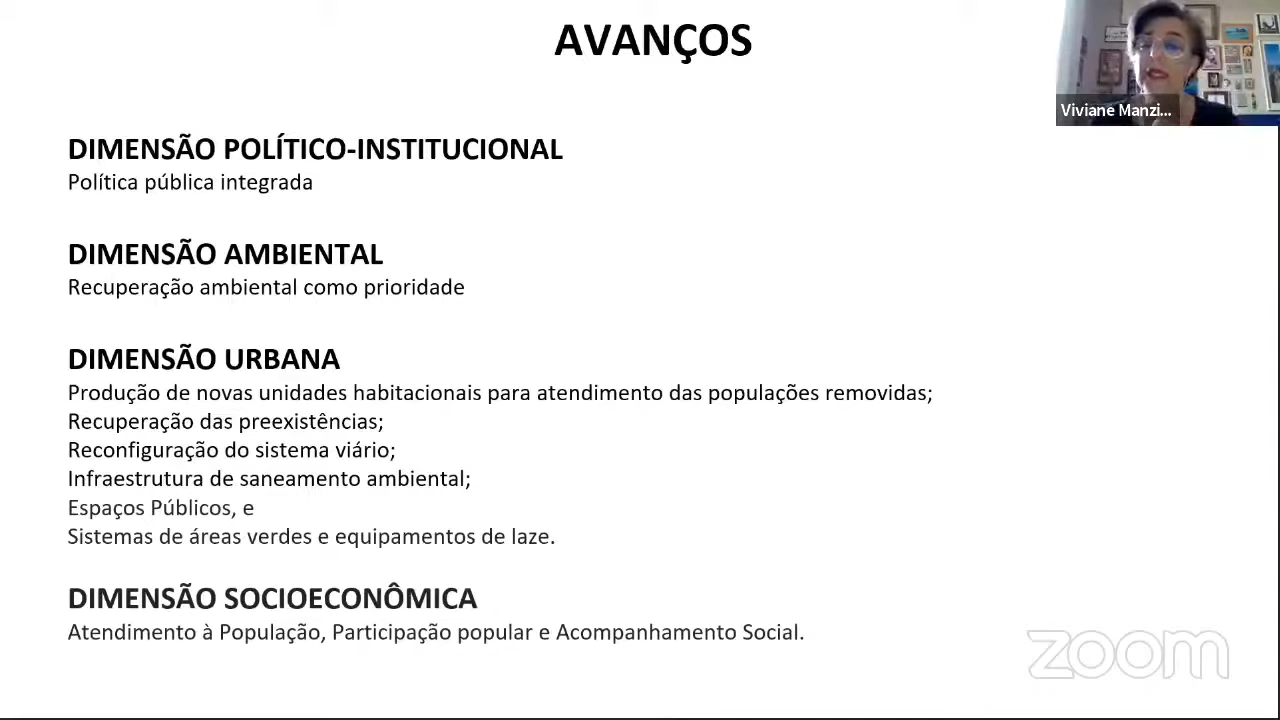 AVANÇOS
Viviane Manzi...
DIMENSÃO POLÍTICO-INSTITUCIONAL
Política pública integrada
DIMENSÃO AMBIENTAL
Recuperação ambiental como prioridade
DIMENSÃO URBANA
Produção de novas unidades habitacionais para atendimento das populações removidas;
Recuperação das preexistências;
Reconfiguração do sistema viário;
Infraestrutura de saneamento ambiental;
Espaços Públicos, e
Sistemas de áreas verdes e equipamentos de laze.
DIMENSÃO SOCIOECONÔMICA
Atendimento à População, Participação popular e Acompanhamento Social.
zoom